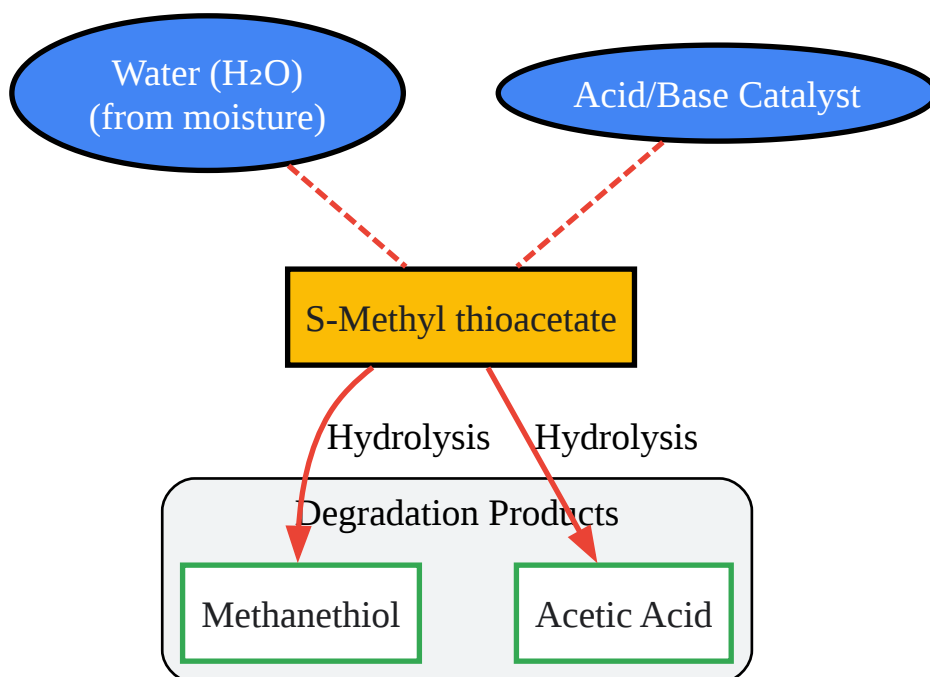 Water (H₂O)
(from moisture)
Acid/Base Catalyst
S-Methyl thioacetate
Hydrolysis
Hydrolysis
Degradation Products
Methanethiol
Acetic Acid